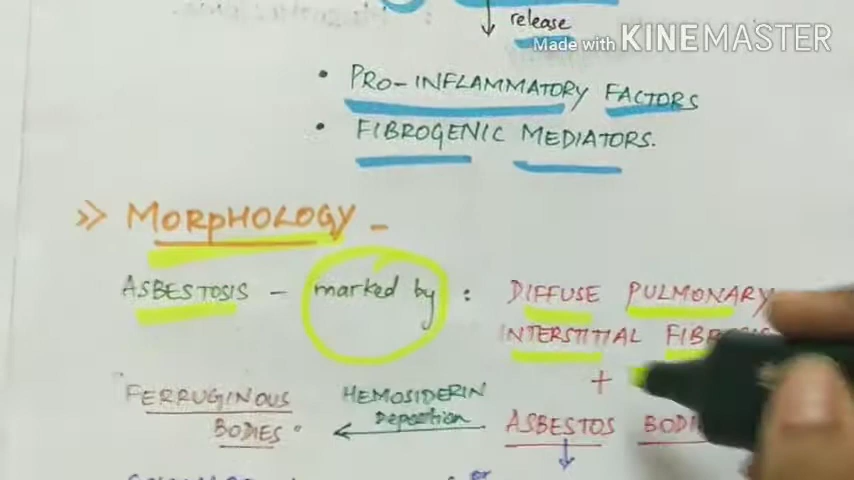 release
Made with KINEMASTER
• PRO-INFLAMMATORY FACTORS
• FIBROGENIC MEDIATORS.
>> MORPHOLOGY -
ASBESTOSIS - marked by : DIFFUSE PULMONARY
INTERSTITIAL
+
"FERRUGINOUS BODIES"
HEMOSIDERIN Deposition
ASBESTOS
or